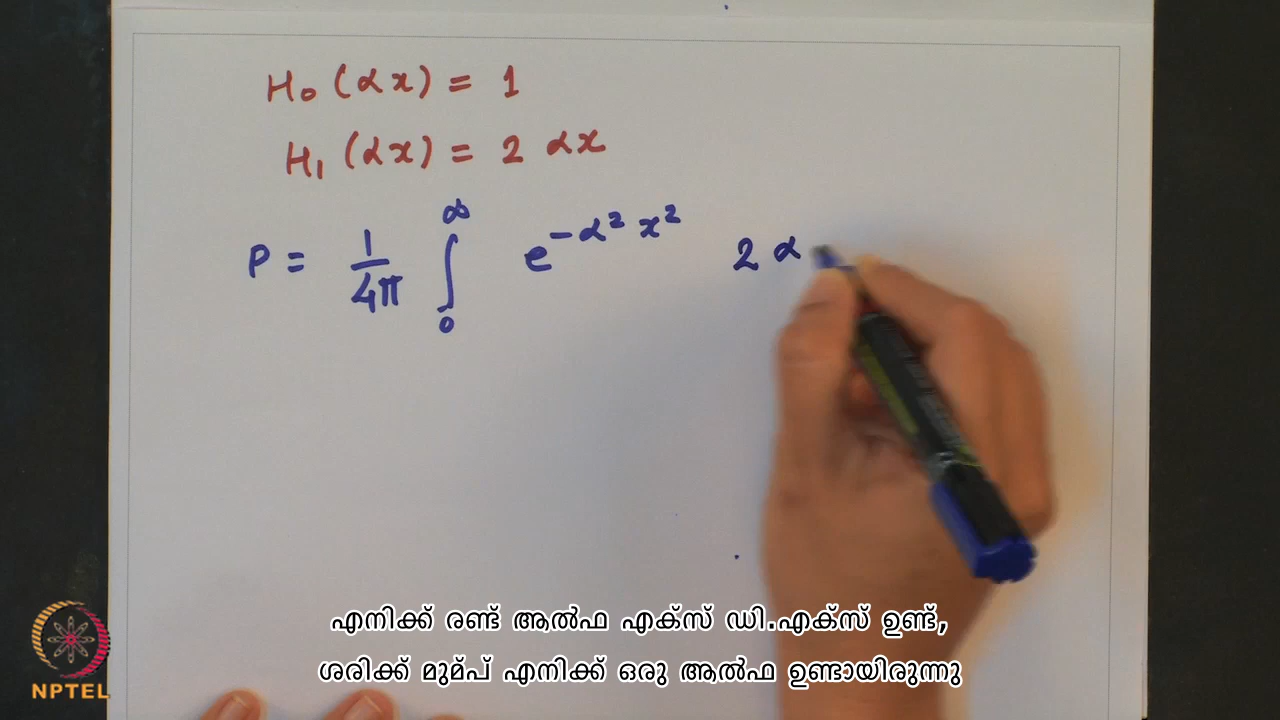 H₀ (αx) = 1
H₁ (αx) = 2 αx
P = 1/4π ∫₀^∞ e^{-α² x²} 2 α
എനിക്ക് രണ്ട് ആൽഫ എക്സ് ഡി.എക്സ് ഉണ്ട്,
ശരിക്ക് മുമ്പ് എനിക്ക് ഒരു ആൽഫ ഉണ്ടായിരുന്നു
NPTEL